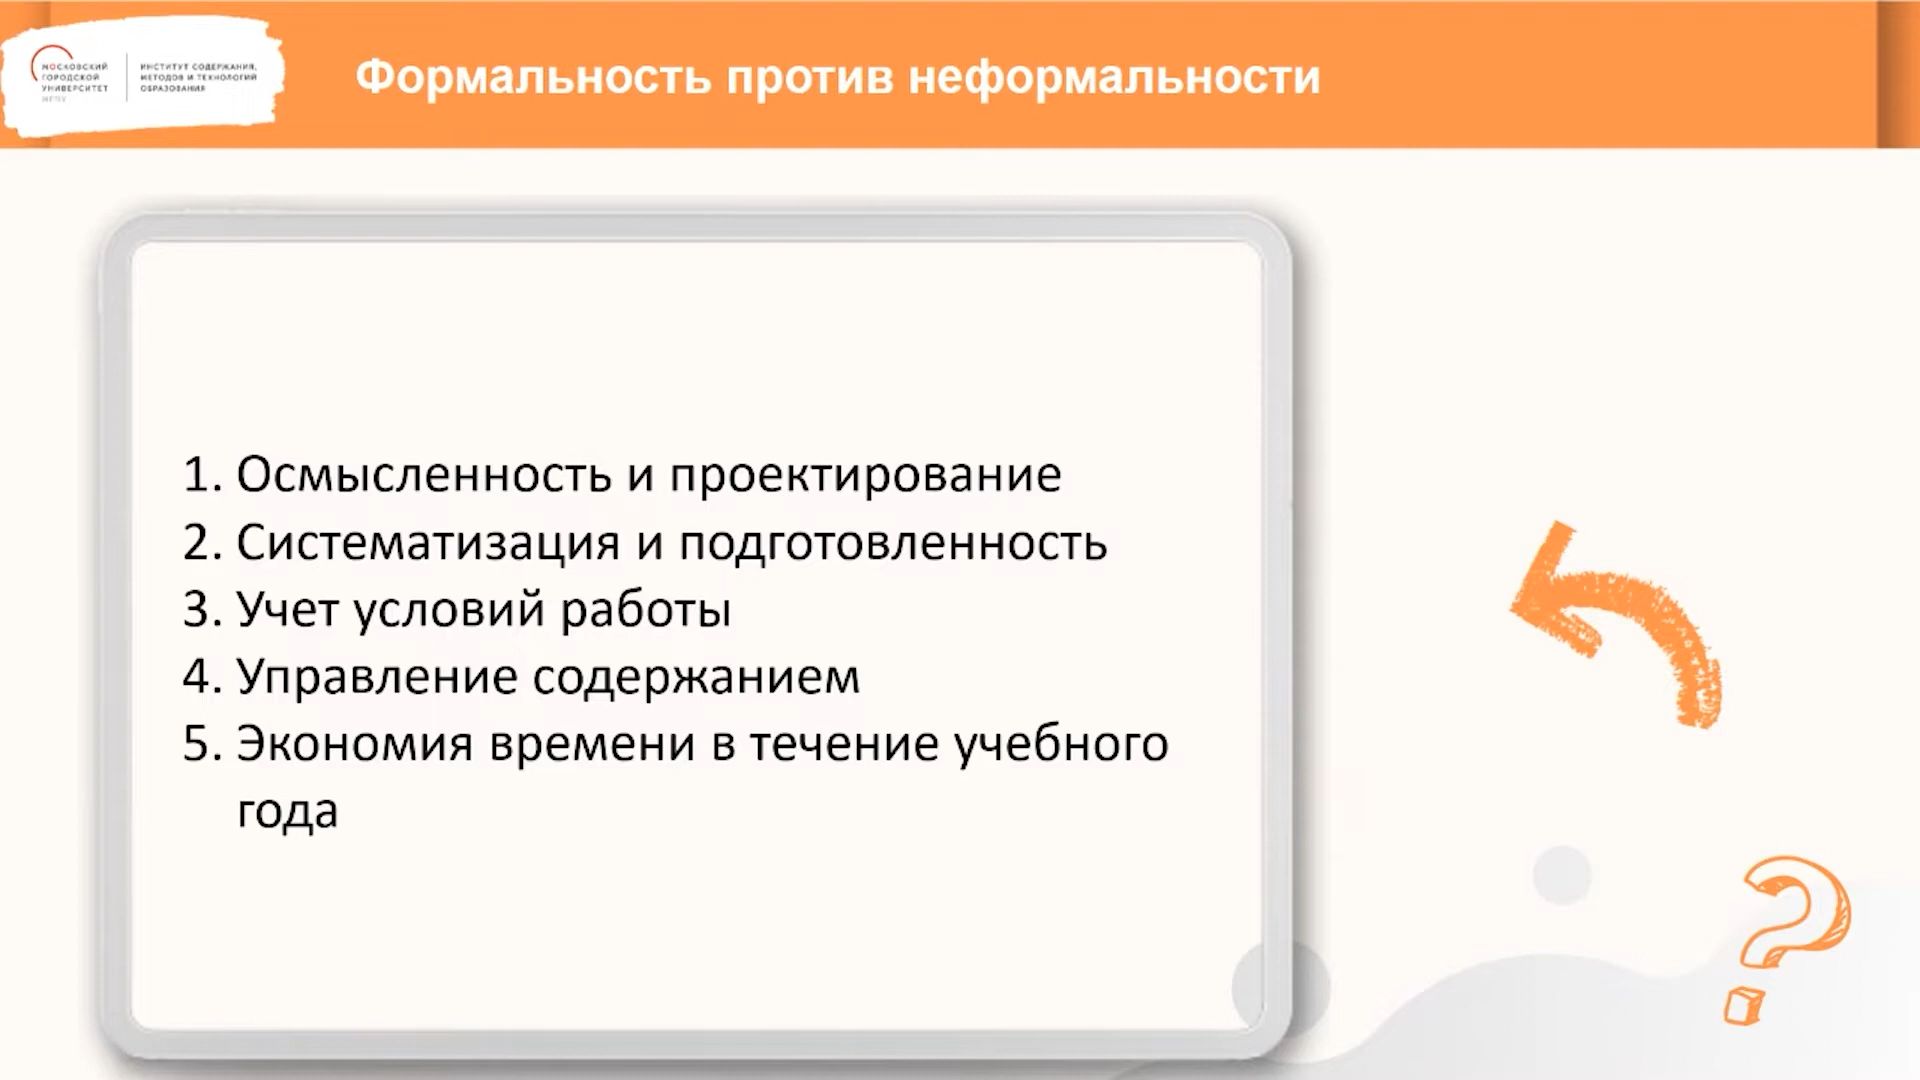 МОСКОВСКИЙ
ГОРОДСКОЙ
УНИВЕРСИТЕТ
МГПУ
ИНСТИТУТ СОДЕРЖАНИЯ,
МЕТОДОВ И ТЕХНОЛОГИЙ
ОБРАЗОВАНИЯ
Формальность против неформальности
1. Осмысленность и проектирование
2. Систематизация и подготовленность
3. Учет условий работы
4. Управление содержанием
5. Экономия времени в течение учебного
года
?